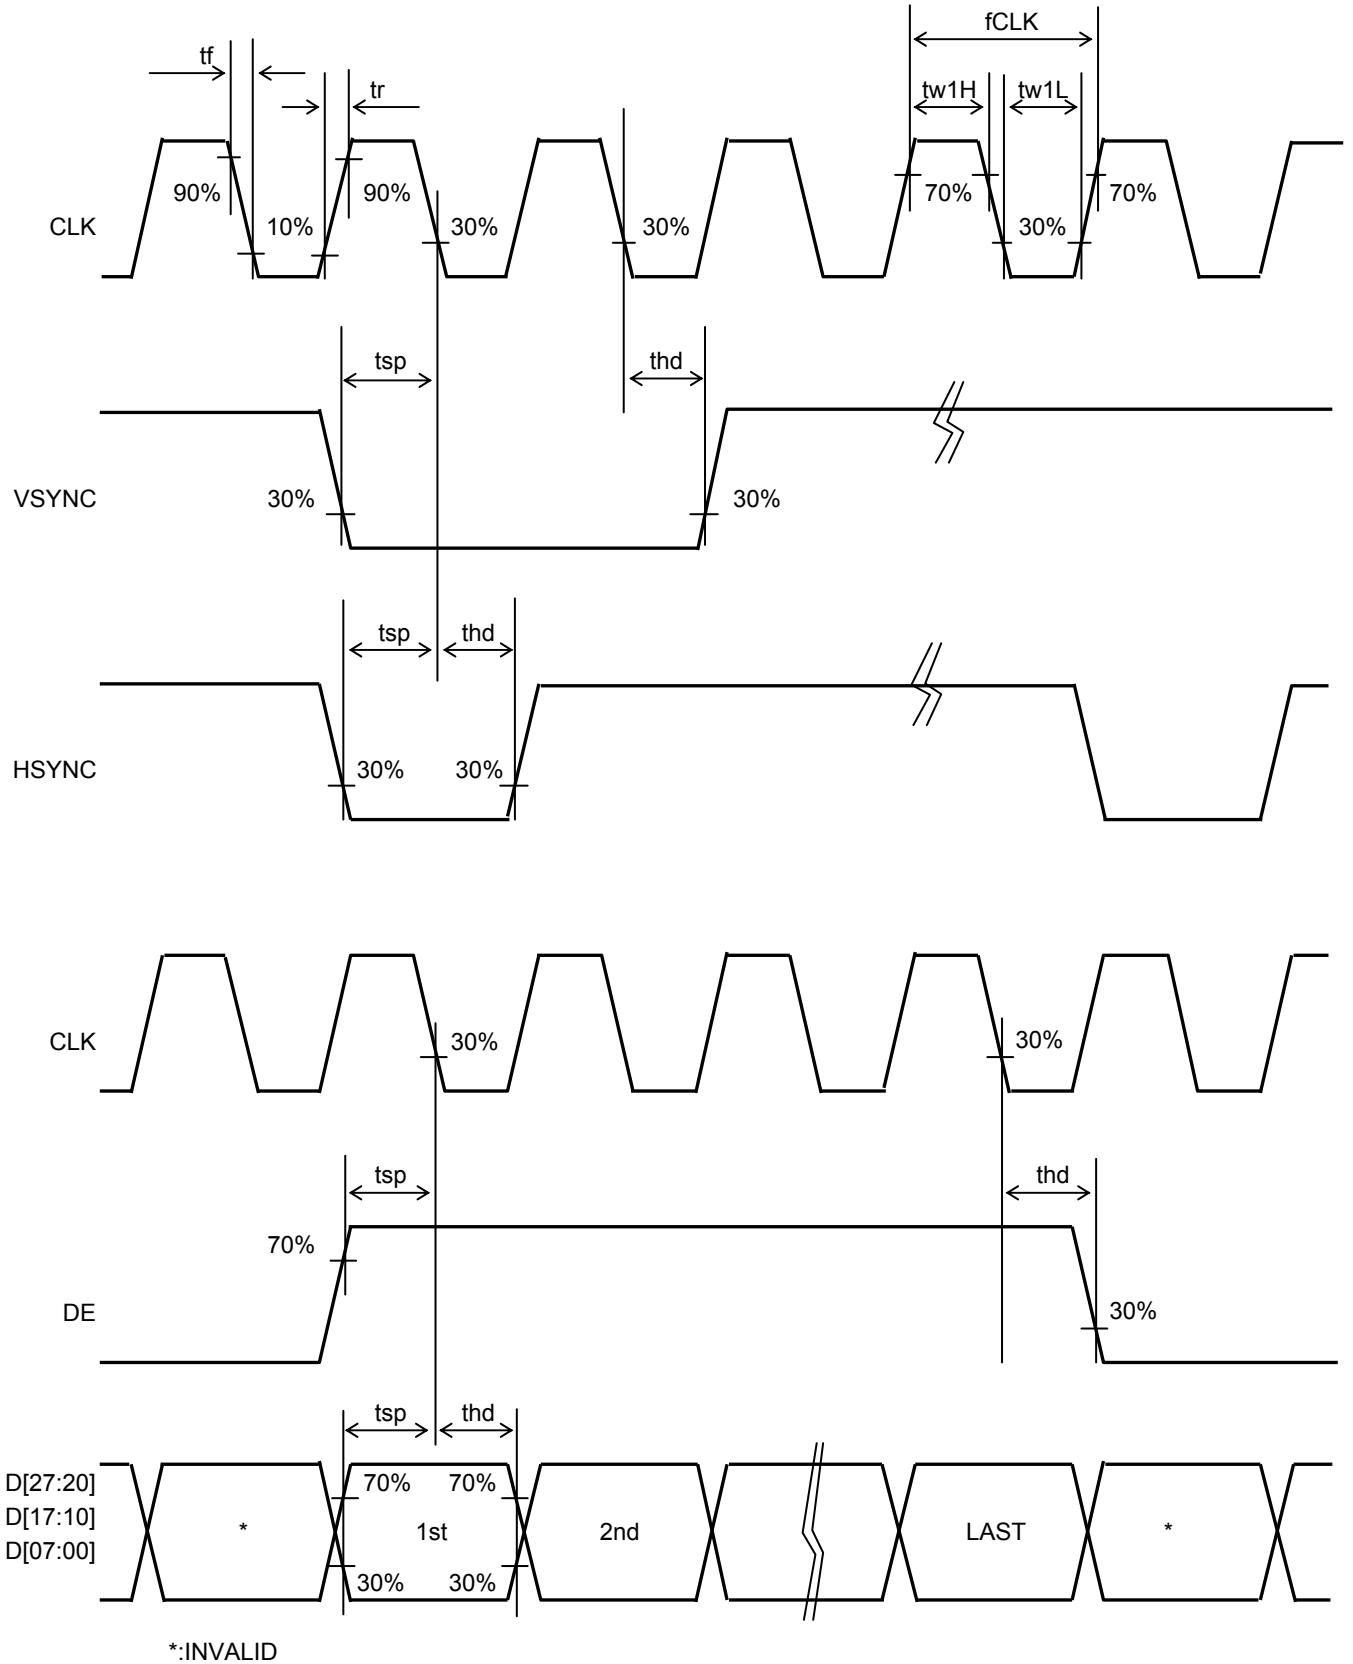 fCLK
tf
tr
tw1H
tw1L
90%
90%
70%
70%
CLK
10%
30%
30%
30%
tsp
thd
VSYNC
30%
30%
tsp
thd
HSYNC
30%
30%
CLK
30%
30%
tsp
thd
70%
DE
30%
tsp
thd
D[27:20]
70%
70%
D[17:10]
*
1st
2nd
LAST
*
D[07:00]
30%
30%
*:INVALID